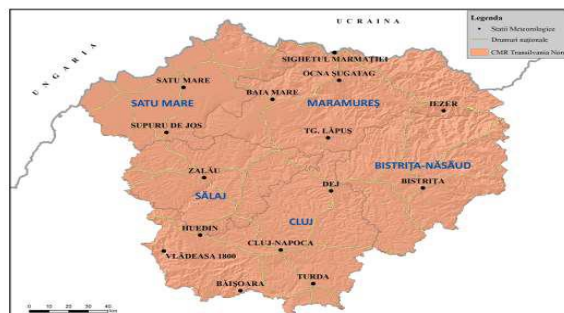 UCRAINA
Legenda
Stații Meteorologice
Drumuri naționale
CMR Transilvania Nord
UNGARIA
SIGHETUL MARMAȚIEI
OCNA ȘUGATAG
SATU MARE
BAIA MARE
SATU MARE
MARAMUREȘ
IEZER
SUPURU DE JOS
TG. LĂPUȘ
BISTRIȚA-NĂSĂUD
ZALĂU
DEJ
BISTRIȚA
SĂLAJ
CLUJ
HUEDIN
CLUJ-NAPOCA
VLĂDEASA 1800
BĂIȘOARA
TURDA
0 10 20 30 40